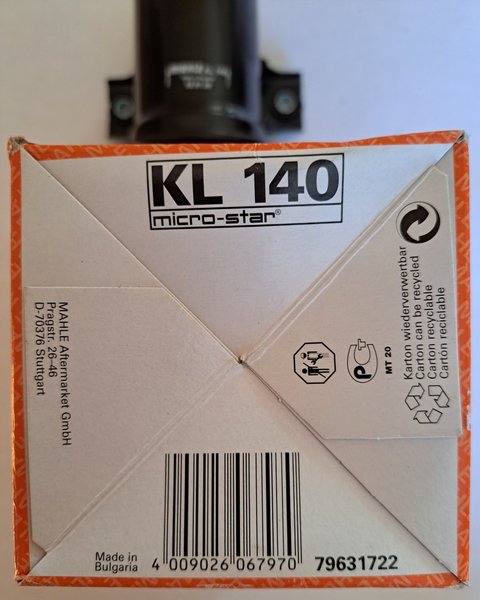 KL 140
micro-star®
Karton wiederverwertbar
Carton can be recycled
Carton recyclable
Cartón reciclable
MT 20
MAHLE Aftermarket GmbH
Pragstr. 26-46
D-70376 Stuttgart
Made in
Bulgaria
4 009026 067970
79631722